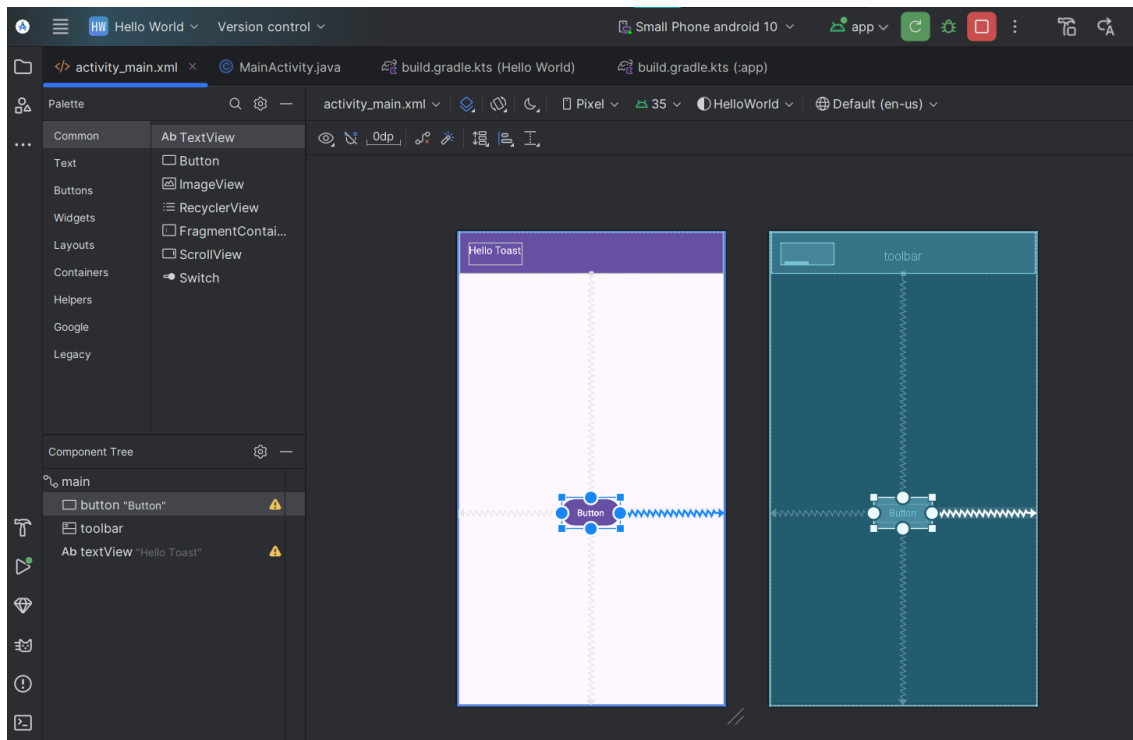 HW Hello World Version control Small Phone android 10 app
activity_main.xml MainActivity.java build.gradle.kts (Hello World) build.gradle.kts (:app)
Palette activity_main.xml Pixel 35 HelloWorld Default (en-us)
Common Ab TextView 0dp
Text Button
Buttons ImageView
Widgets RecyclerView
Layouts FragmentContai...
Containers ScrollView
Helpers Switch
Google
Legacy
Hello Toast
toolbar
Component Tree
main
button "Button"
toolbar
Ab textView "Hello Toast"
Button
Button